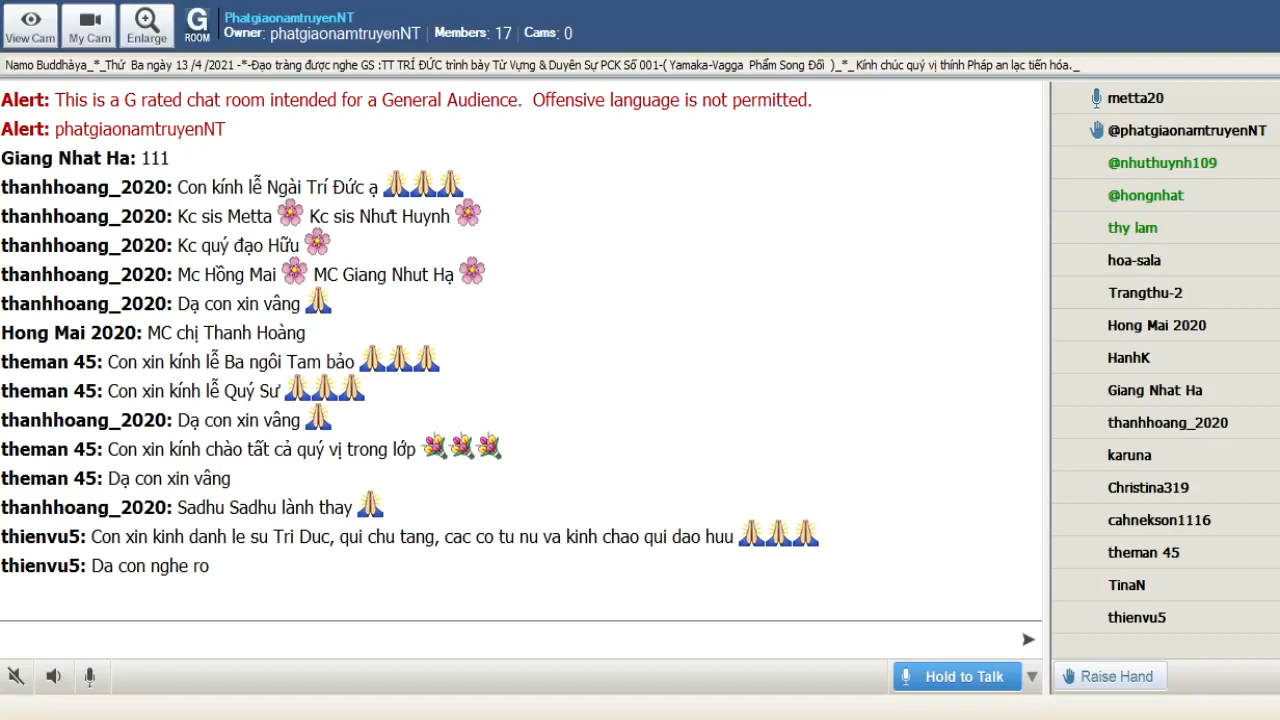 View Cam
My Cam
Enlarge
G
ROOM
PhatgiaonamtruyenNT
Owner: phatgiaonamtruyenNT | Members: 17 | Cams: 0
Namo Buddhàya_*_Thứ Ba ngày 13 /4 /2021 -*-Đạo tràng được nghe GS :TT TRÍ ĐỨC trình bày Từ Vựng & Duyên Sự PCK Số 001-( Yamaka-Vagga Phẩm Song Đối )_*_ Kính chúc quý vị thính Pháp an lạc tiến hóa._
Alert: This is a G rated chat room intended for a General Audience. Offensive language is not permitted.
Alert: phatgiaonamtruyenNT
Giang Nhat Ha: 111
thanhhoang_2020: Con kính lễ Ngài Trí Đức ạ 🙏🙏🙏
thanhhoang_2020: Kc sis Metta 🌸 Kc sis Như Huynh 🌸
thanhhoang_2020: Kc quý đạo Hữu 🌸
thanhhoang_2020: Mc Hồng Mai 🌸 MC Giang Nhut Hạ 🌸
thanhhoang_2020: Dạ con xin vâng 🙏
Hong Mai 2020: MC chị Thanh Hoàng
theman 45: Con xin kính lễ Ba ngôi Tam bảo 🙏🙏🙏
theman 45: Con xin kính lễ Quý Sư 🙏🙏🙏
thanhhoang_2020: Dạ con xin vâng 🙏
theman 45: Con xin kính chào tất cả quý vị trong lớp 💐💐💐
theman 45: Dạ con xin vâng
thanhhoang_2020: Sadhu Sadhu lành thay 🙏
thienvu5: Con xin kinh danh le su Tri Duc, qui chu tang, cac co tu nu va kinh chao qui dao huu 🙏🙏🙏
thienvu5: Da con nghe ro
Hold to Talk
metta20
@phatgiaonamtruyenNT
@nhuthuynh109
@hongnhat
thy lam
hoa-sala
Trangthu-2
Hong Mai 2020
HanhK
Giang Nhat Ha
thanhhoang_2020
karuna
Christina319
cahnekson1116
theman 45
TinaN
thienvu5
Raise Hand